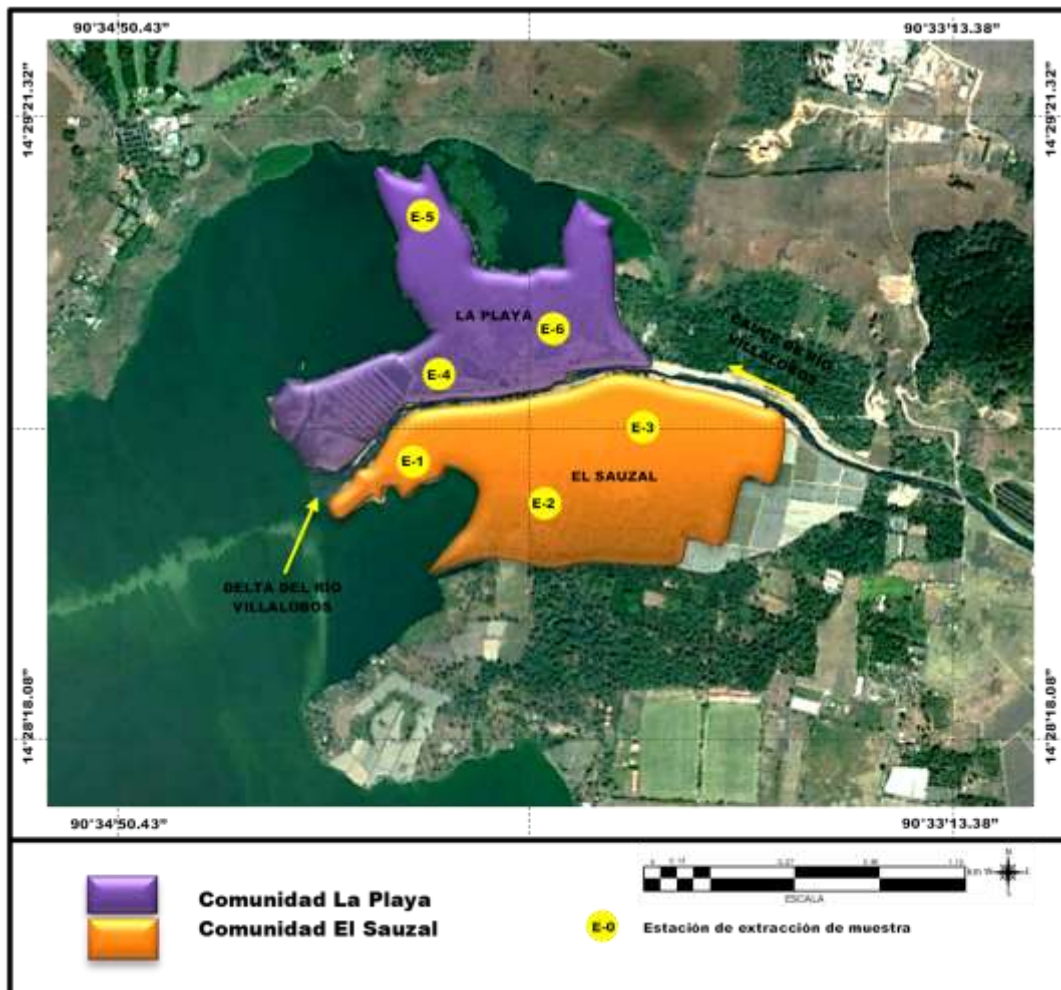 90°34'50.43"
90°33'13.38"
14°29'21.32"
14°29'21.32"
E-5
LA PLAYA
E-6
CAUCE DE RÍO
VILLALOBOS
E-4
E-3
E-1
EL SAUZAL
E-2
DELTA DEL RÍO
VILLALOBOS
14°28'18.08"
14°28'18.08"
90°34'50.43"
90°33'13.38"
Comunidad La Playa
Comunidad El Sauzal
N
km W E
ESCALA
E-0
Estación de extracción de muestra